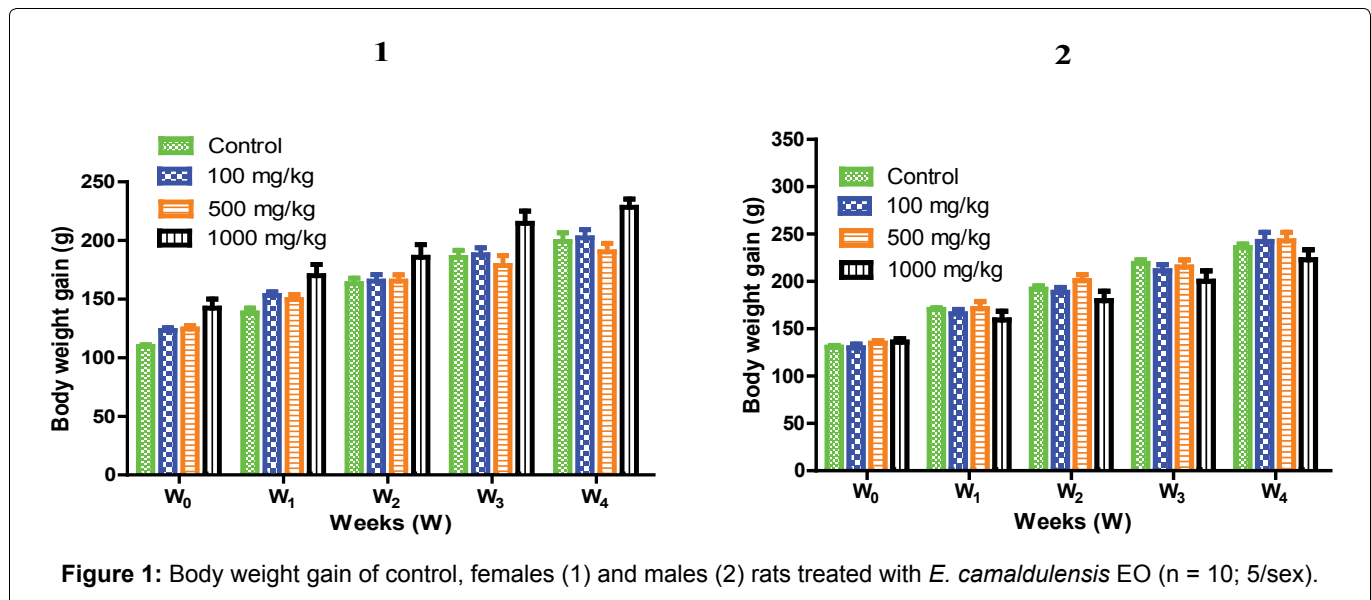 1
Control
100 mg/kg
500 mg/kg
1000 mg/kg
250
200
150
100
50
0
Body weight gain (g)
W₀ W₁ W₂ W₃ W₄
Weeks (W)
2
Control
100 mg/kg
500 mg/kg
1000 mg/kg
350
300
250
200
150
100
50
0
Body weight gain (g)
W₀ W₁ W₂ W₃ W₄
Weeks (W)
Figure 1: Body weight gain of control, females (1) and males (2) rats treated with E. camaldulensis EO (n = 10; 5/sex).